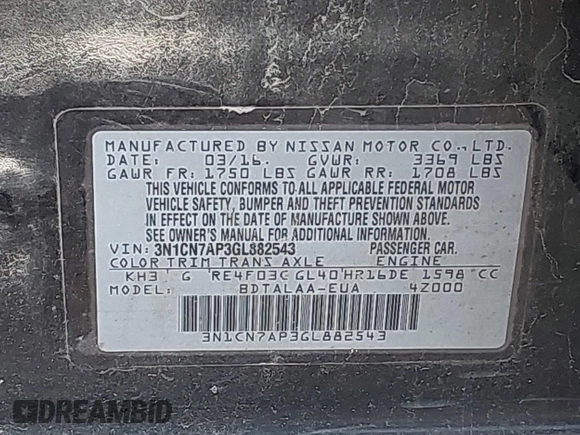 MANUFACTURED BY NISSAN MOTOR CO.,LTD.
DATE: 03/16. GVWR: 3369 LBS
GAWR FR: 1750 LBS GAWR RR: 1708 LBS
THIS VEHICLE CONFORMS TO ALL APPLICABLE FEDERAL MOTOR
VEHICLE SAFETY, BUMPER AND THEFT PREVENTION STANDARDS
IN EFFECT ON THE DATE OF MANUFACTURE SHOWN ABOVE.
SEE OWNER'S MANUAL FOR ADDITIONAL INFORMATION.
VIN: 3N1CN7AP3GL882543 PASSENGER CAR.
COLOR TRIM TRANS AXLE ENGINE
KH3 G RE4F03C GL40 HR16DE 1598 CC
MODEL: BDTALAA-EUA 4Z000
3N1CN7AP3GL882543
DREAMBID